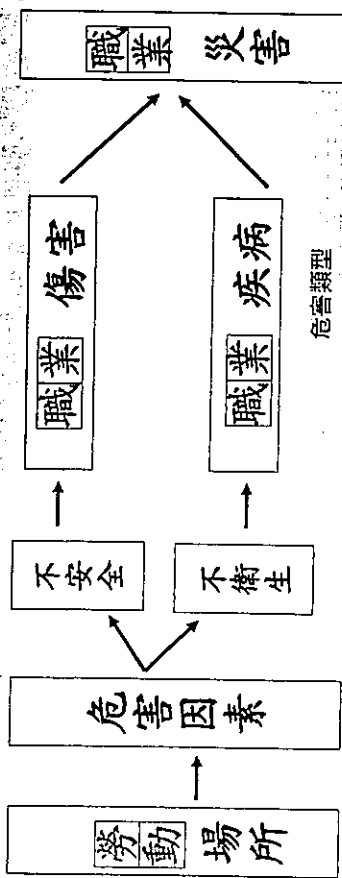 勞動場所
危害因素
不安全
不衛生
職業傷害
職業疾病
職業災害
危害類型